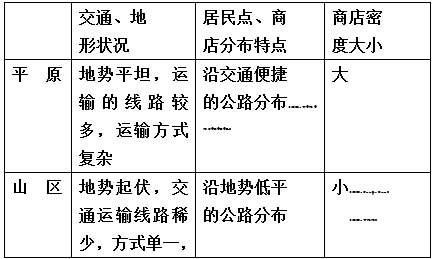 交通、地 居民点、商 商店密
形状况 店分布特点 度大小
平 原 地势平坦，运 沿交通便捷 大
输的线路较 的公路分布
多，运输方式
复杂
山 区 地势起伏，交 沿地势低平 小
通运输线路稀 的公路分布
少，方式单一，